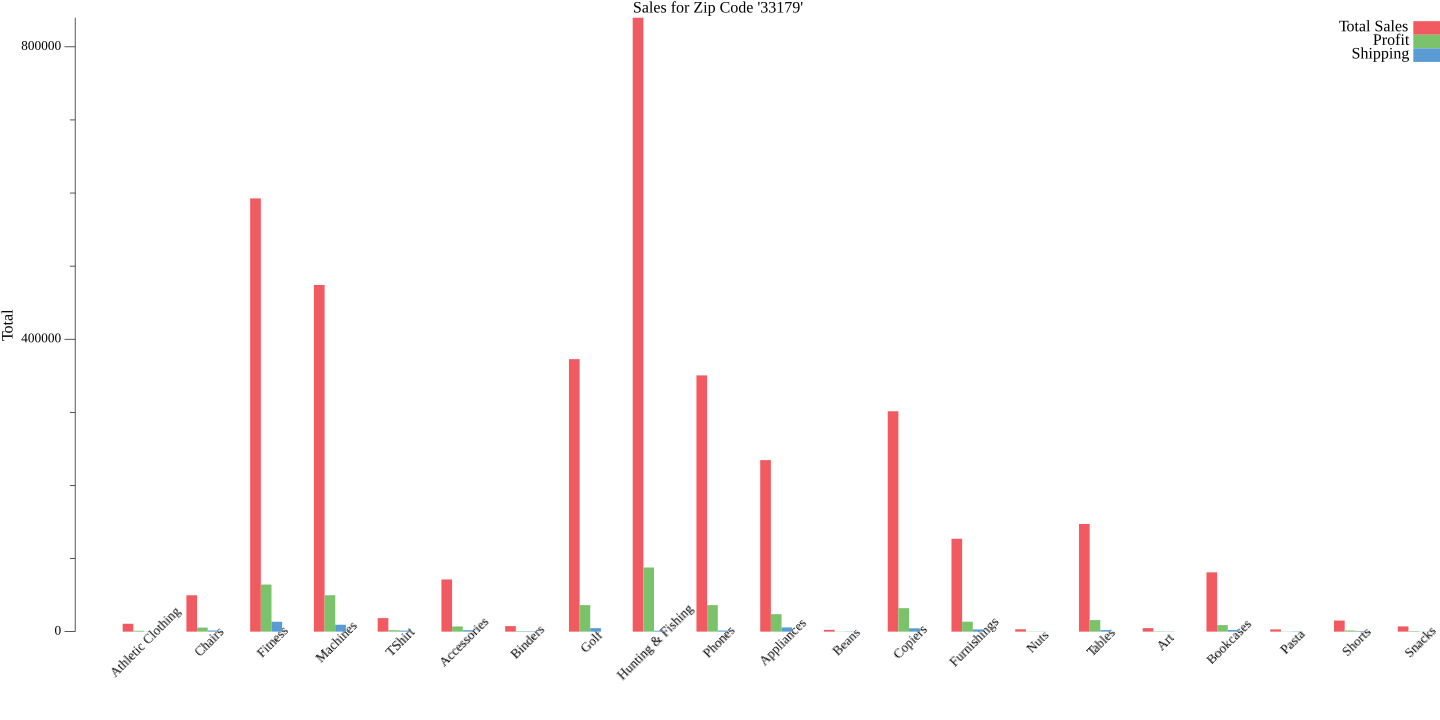 Sales for Zip Code '33179'
Total Sales
Profit
Shipping
800000
400000
0
Total
Athletic Clothing
Chairs
Fitness
Machines
TShirt
Accessories
Binders
Golf
Hunting & Fishing
Phones
Appliances
Beans
Copiers
Furnishings
Nuts
Tables
Art
Bookcases
Pasta
Shorts
Snacks